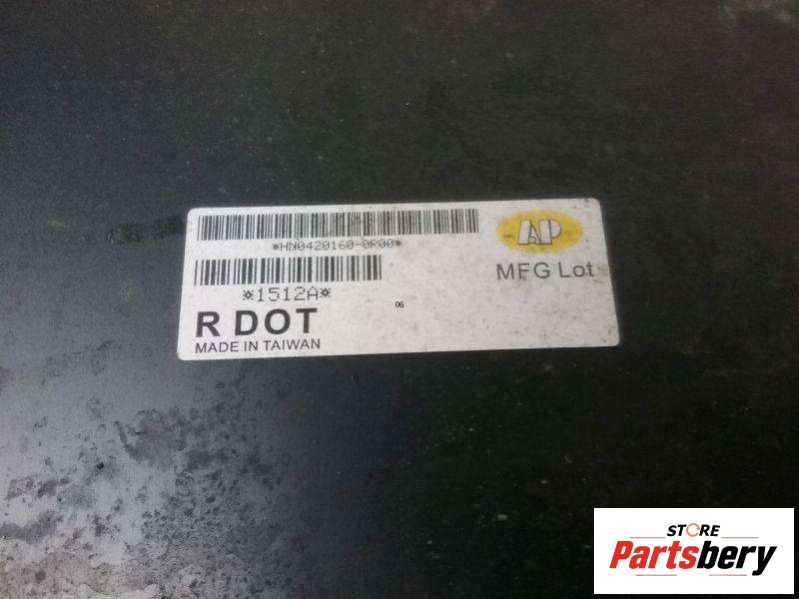 *HN0420160-0R00*
AP
MFG Lot
*1512A*
06
R DOT
MADE IN TAIWAN
STORE
Partsbery